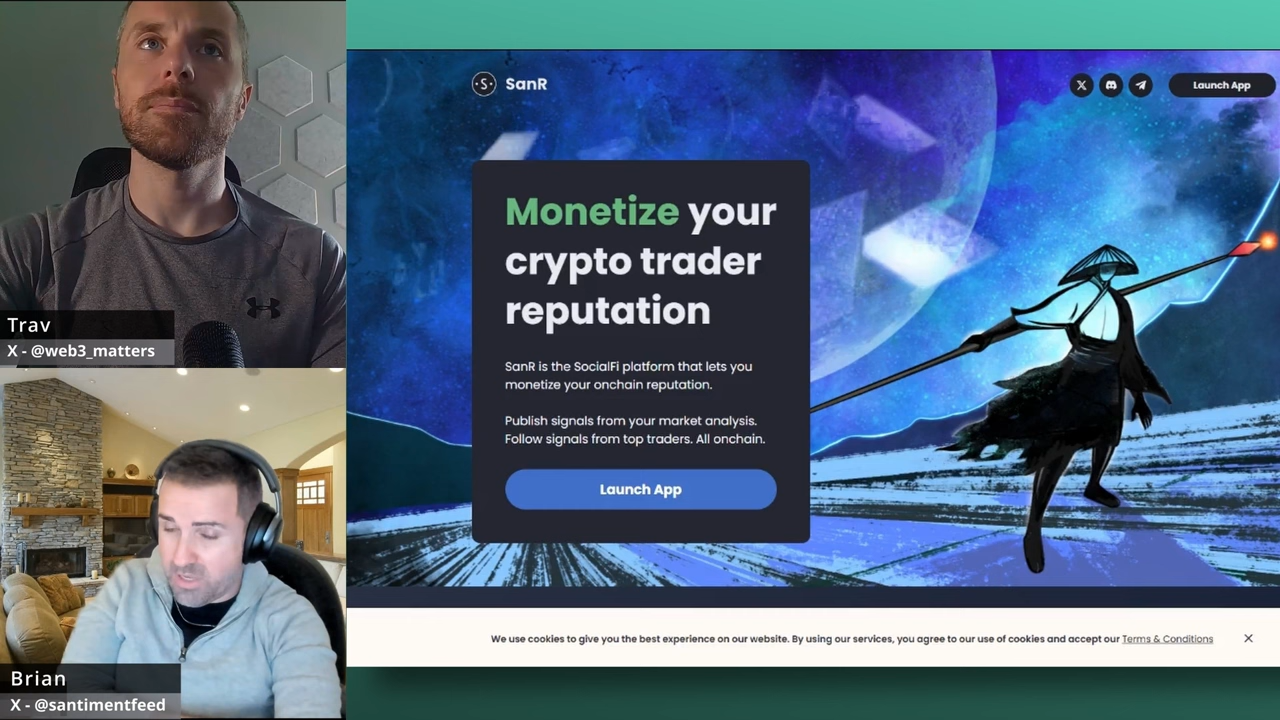 Trav
X - @web3_matters
Brian
X - @santimentfeed
S
SanR
Launch App
Monetize your
crypto trader
reputation
SanR is the SocialFi platform that lets you
monetize your onchain reputation.
Publish signals from your market analysis.
Follow signals from top traders. All onchain.
Launch App
We use cookies to give you the best experience on our website. By using our services, you agree to our use of cookies and accept our Terms & Conditions